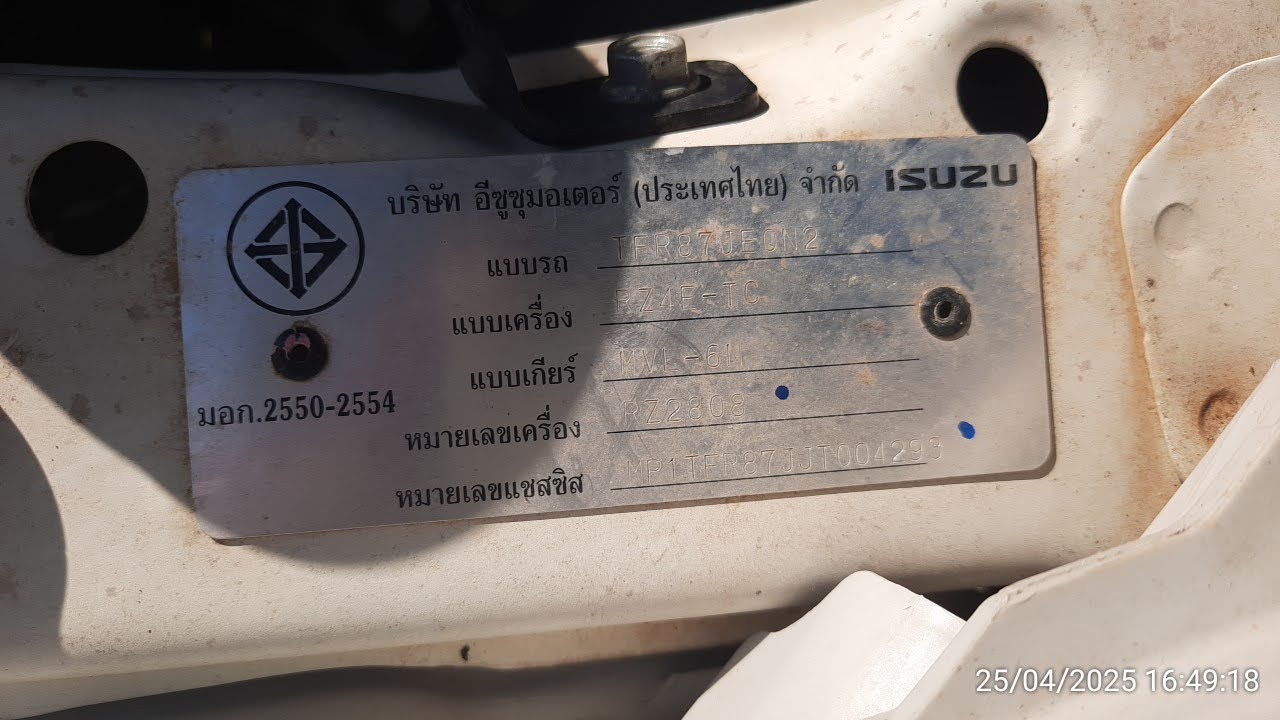 บริษัท อีซูซุมอเตอร์ (ประเทศไทย) จำกัด ISUZU
แบบรถ TFR87JEQN2
แบบเครื่อง RZ4E-TC
แบบเกียร์
มอก.2550-2554
หมายเลขเครื่อง RZ2808
หมายเลขแชสซิส MP1TFR87JJT004293
25/04/2025 16:49:18